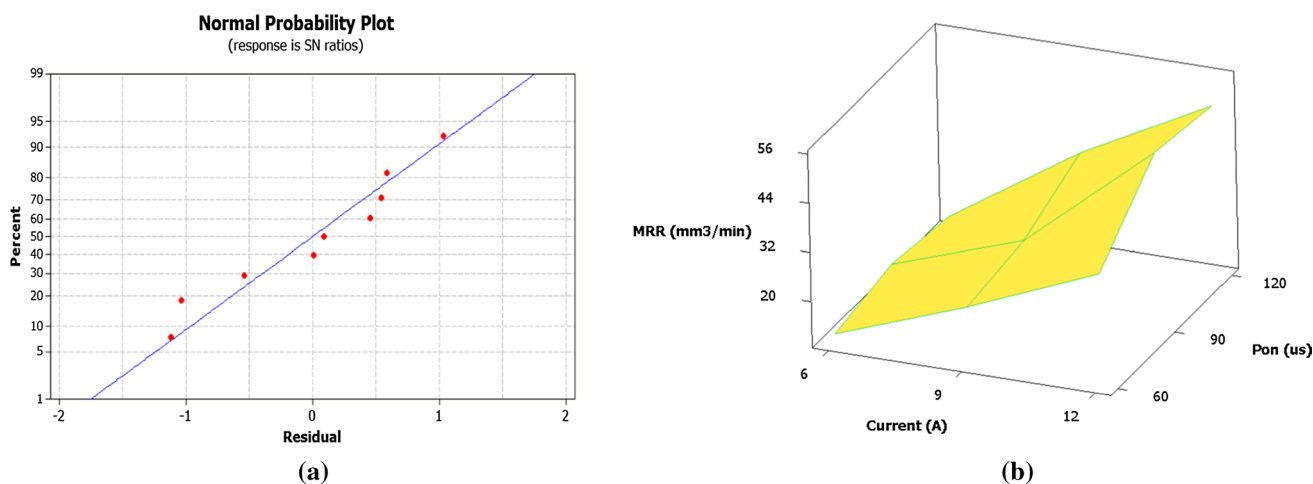 Normal Probability Plot
(response is SN ratios)
99
95
90
80
70
60
50
40
30
20
10
5
1
Percent
-2 -1 0 1 2
Residual
(a)
56
44
32
20
MRR (mm3/min)
6
9
12
Current (A)
60
90
120
Pon (us)
(b)